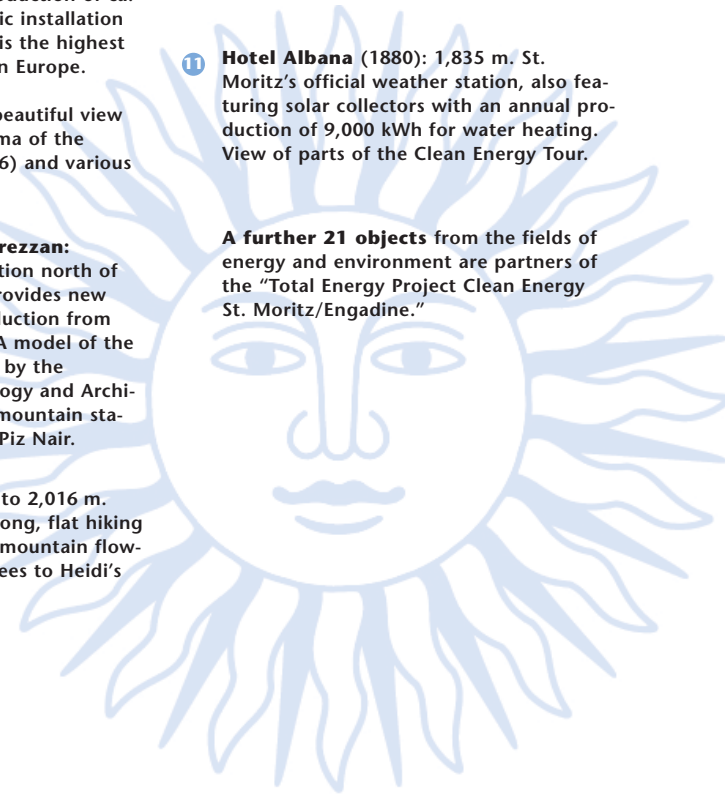 ic installation
is the highest
n Europe.
beautiful view
ma of the
6) and various
rezzan:
tion north of
rovides new
duction from
A model of the
by the
ogy and Archi-
mountain sta-
Piz Nair.
to 2,016 m.
ong, flat hiking
mountain flow-
ees to Heidi's
11 Hotel Albana (1880): 1,835 m. St.
Moritz's official weather station, also fea-
turing solar collectors with an annual pro-
duction of 9,000 kWh for water heating.
View of parts of the Clean Energy Tour.
A further 21 objects from the fields of
energy and environment are partners of
the “Total Energy Project Clean Energy
St. Moritz/Engadine.”